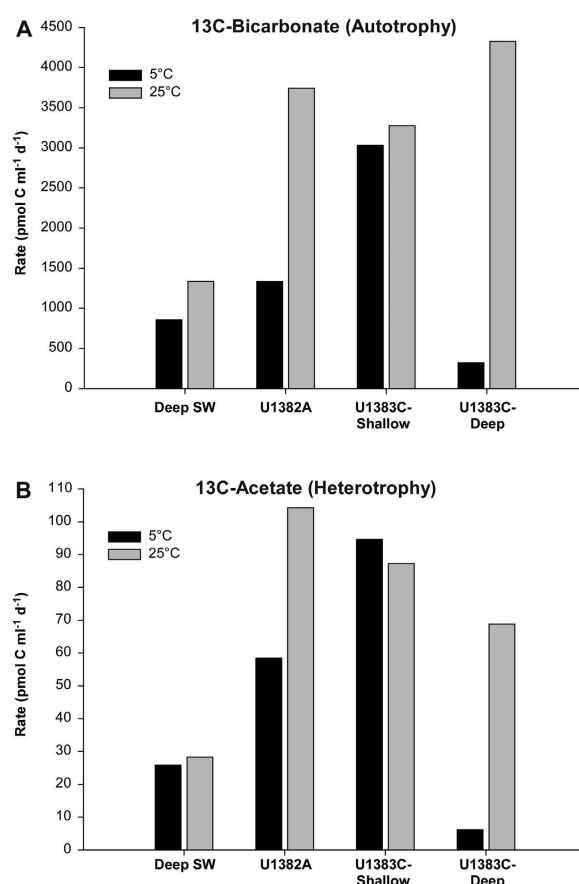 A
13C-Bicarbonate (Autotrophy)
4500
4000
3500
3000
2500
2000
1500
1000
500
0
Rate (pmol C ml-1 d-1)
5°C
25°C
Deep SW
U1382A
U1383C-
Shallow
U1383C-
Deep
B
13C-Acetate (Heterotrophy)
110
100
90
80
70
60
50
40
30
20
10
0
Rate (pmol C ml-1 d-1)
5°C
25°C
Deep SW
U1382A
U1383C-
Shallow
U1383C-
Deep